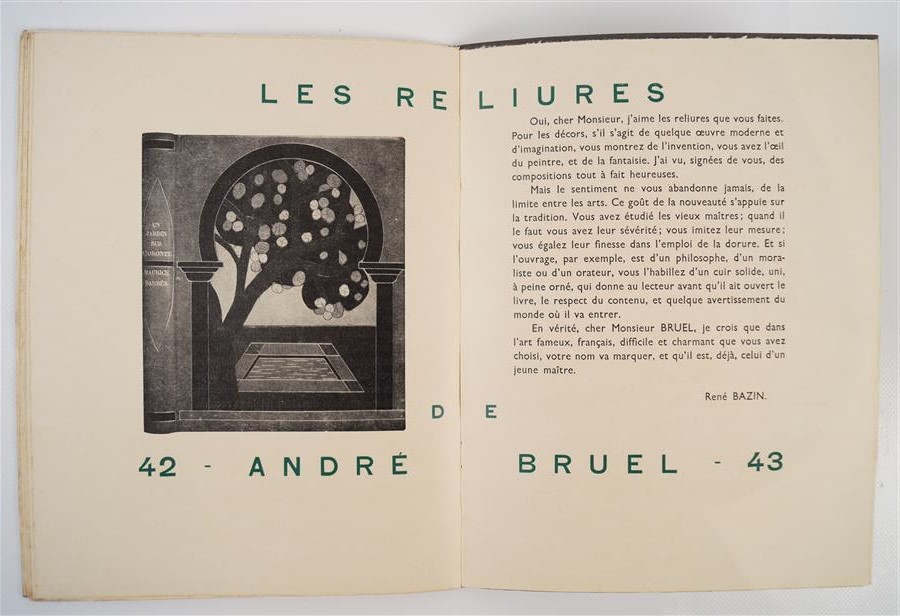 LES RELIURES
UN
JARDIN
SUR
L'ORONTE
MAURICE
BARRÈS
Oui, cher Monsieur, j'aime les reliures que vous faites.
Pour les décors, s'il s'agit de quelque œuvre moderne et
d'imagination, vous montrez de l'invention, vous avez l'œil
du peintre, et de la fantaisie. J'ai vu, signées de vous, des
compositions tout à fait heureuses.
Mais le sentiment ne vous abandonne jamais, de la
limite entre les arts. Ce goût de la nouveauté s'appuie sur
la tradition. Vous avez étudié les vieux maîtres; quand il
le faut vous avez leur sévérité; vous imitez leur mesure;
vous égalez leur finesse dans l'emploi de la dorure. Et si
l'ouvrage, par exemple, est d'un philosophe, d'un mora-
liste ou d'un orateur, vous l'habillez d'un cuir solide, uni,
à peine orné, qui donne au lecteur avant qu'il ait ouvert le
livre, le respect du contenu, et quelque avertissement du
monde où il va entrer.
En vérité, cher Monsieur BRUEL, je crois que dans
l'art fameux, français, difficile et charmant que vous avez
choisi, votre nom va marquer, et qu'il est, déjà, celui d'un
jeune maître.
René BAZIN.
DE
42 - ANDRÉ BRUEL - 43